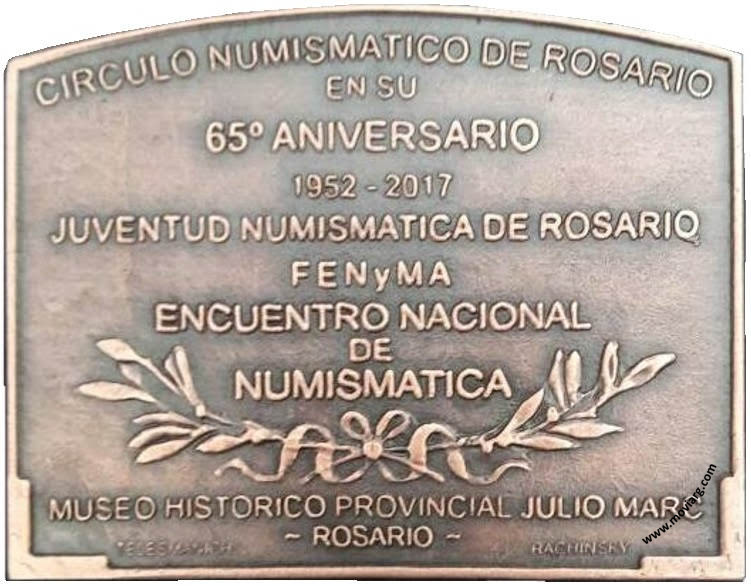 CIRCULO NUMISMATICO DE ROSARIO
EN SU
65º ANIVERSARIO
1952 - 2017
JUVENTUD NUMISMATICA DE ROSARIO
FENyMA
ENCUENTRO NACIONAL
DE
NUMISMATICA
MUSEO HISTORICO PROVINCIAL JULIO MARC
~ ROSARIO ~
RACHINSKY
www.moviarg.com